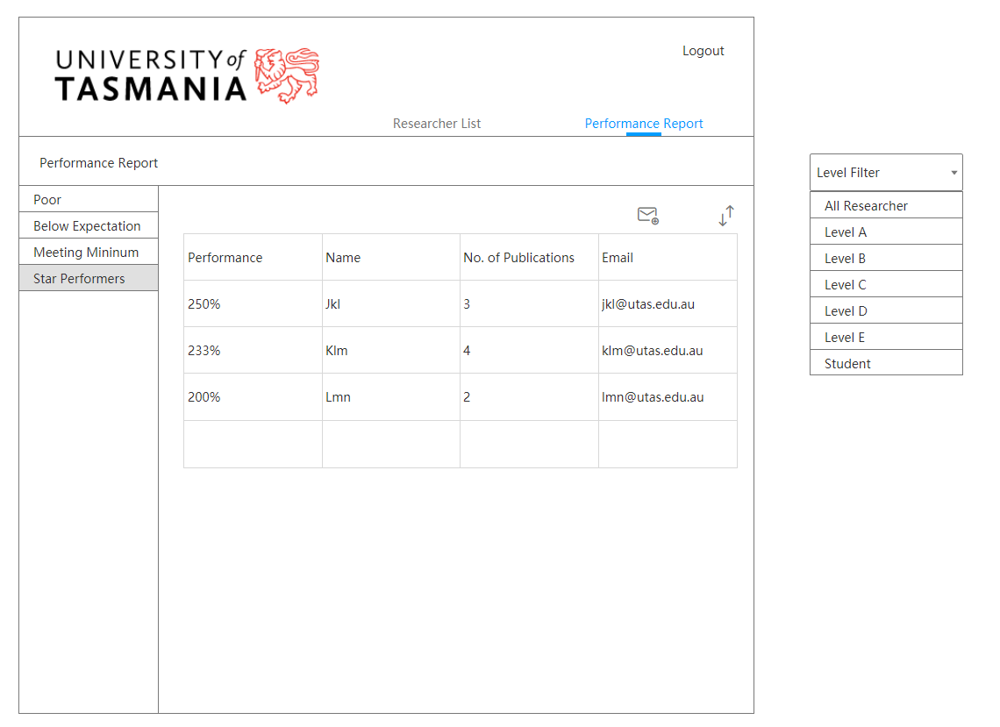 UNIVERSITY of
TASMANIA
Logout
Researcher List
Performance Report
Performance Report
Poor
Below Expectation
Meeting Mininum
Star Performers
Performance Name No. of Publications Email
250% Jkl 3 jkl@utas.edu.au
233% Klm 4 klm@utas.edu.au
200% Lmn 2 lmn@utas.edu.au
Level Filter
All Researcher
Level A
Level B
Level C
Level D
Level E
Student